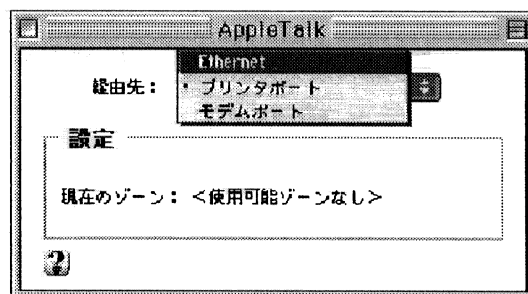 AppleTalk
Ethernet
経由先： • プリンタポート
モデムポート
設定
現在のゾーン： ＜使用可能ゾーンなし＞
?